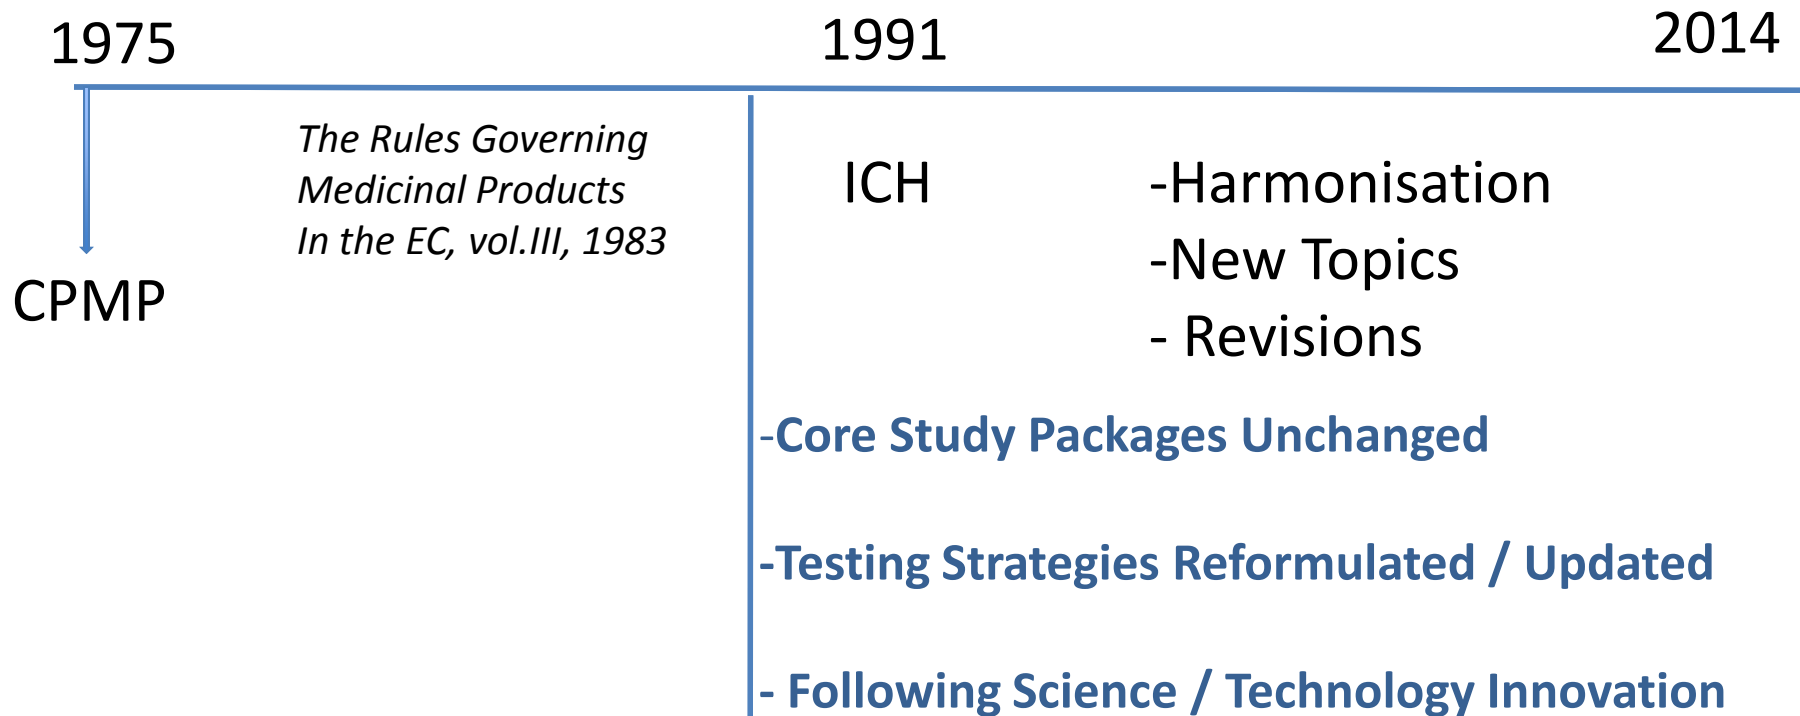 1975
1991
2014
The Rules Governing
Medicinal Products
In the EC, vol.III, 1983
CPMP
ICH
-Harmonisation
-New Topics
- Revisions
-Core Study Packages Unchanged
-Testing Strategies Reformulated / Updated
- Following Science / Technology Innovation